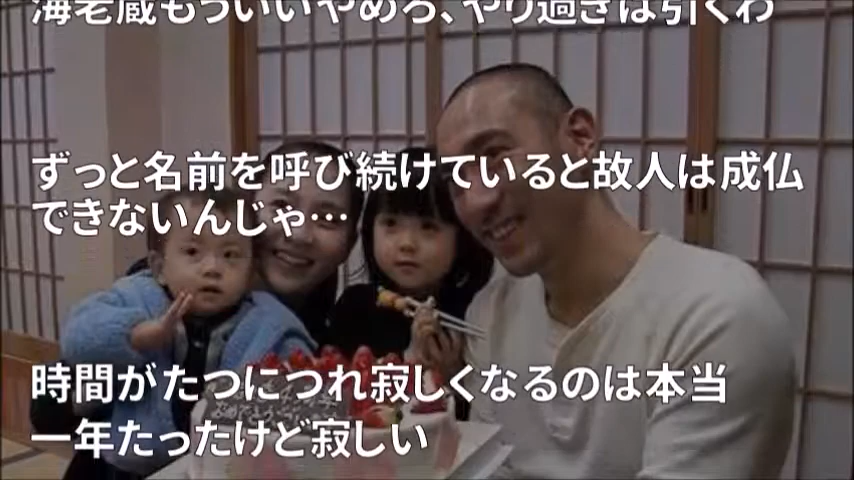 海老蔵もういいやめろ、やり過ぎは引くわ
ずっと名前を呼び続けていると故人は成仏
できないんじゃ…
時間がたつにつれ寂しくなるのは本当
一年たったけど寂しい